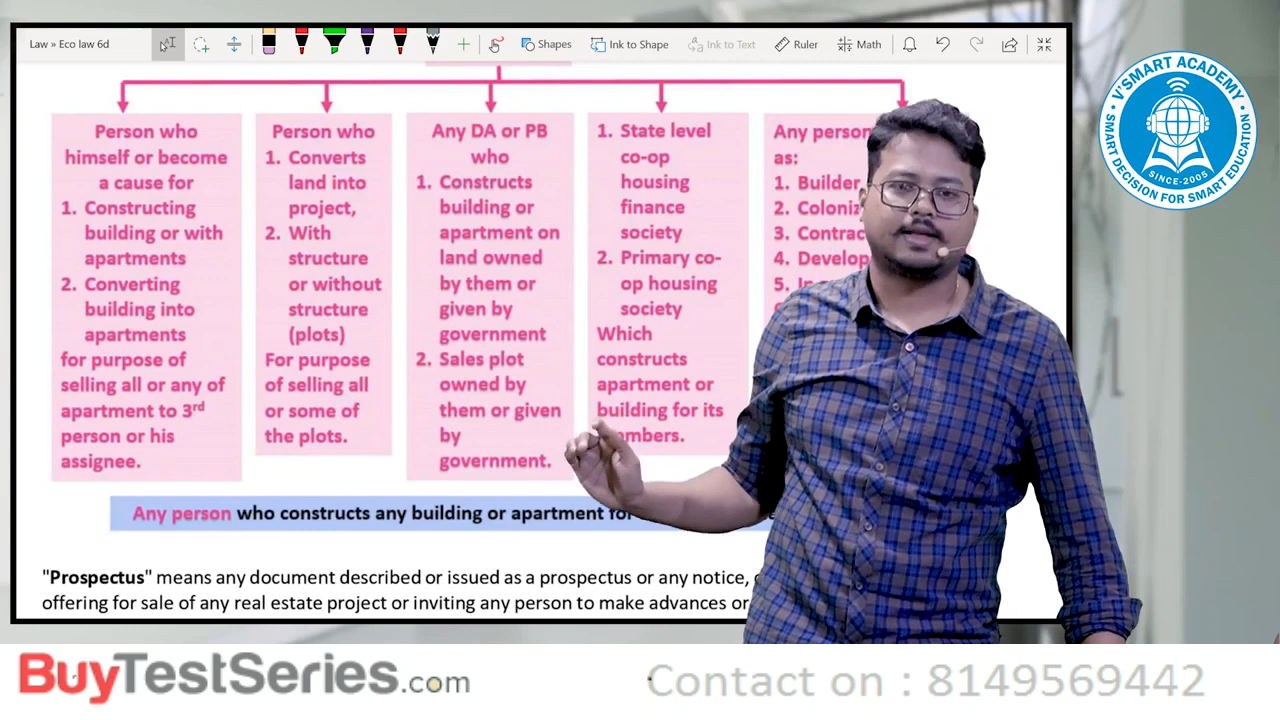 Law » Eco law 6d
Shapes
Ink to Shape
Ink to Text
Ruler
Math
Person who
himself or become
a cause for
1. Constructing
building or with
apartments
2. Converting
building into
apartments
for purpose of
selling all or any of
apartment to 3rd
person or his
assignee.
Person who
1. Converts
land into
project,
2. With
structure
or without
structure
(plots)
For purpose
of selling all
or some of
the plots.
Any DA or PB
who
1. Constructs
building or
apartment on
land owned
by them or
given by
government
2. Sales plot
owned by
them or given
by
government.
1. State level
co-op
housing
finance
society
2. Primary co-
op housing
society
Which
constructs
apartment or
building for its
Any person
as:
1. Builder
2.
3.
4.
5.
Any person who constructs any building or apartment
"Prospectus" means any document described or issued as a prospectus or any notice,
offering for sale of any real estate project or inviting any person to make advances or
V'SMART ACADEMY
SINCE-2005
SMART DECISION FOR SMART EDUCATION
BuyTestSeries.com
Contact on : 8149569442